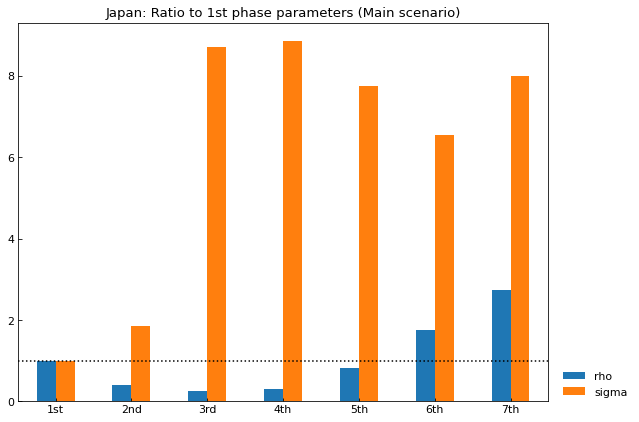 Japan: Ratio to 1st phase parameters (Main scenario)
8
6
4
2
0
1st 2nd 3rd 4th 5th 6th 7th
rho
sigma